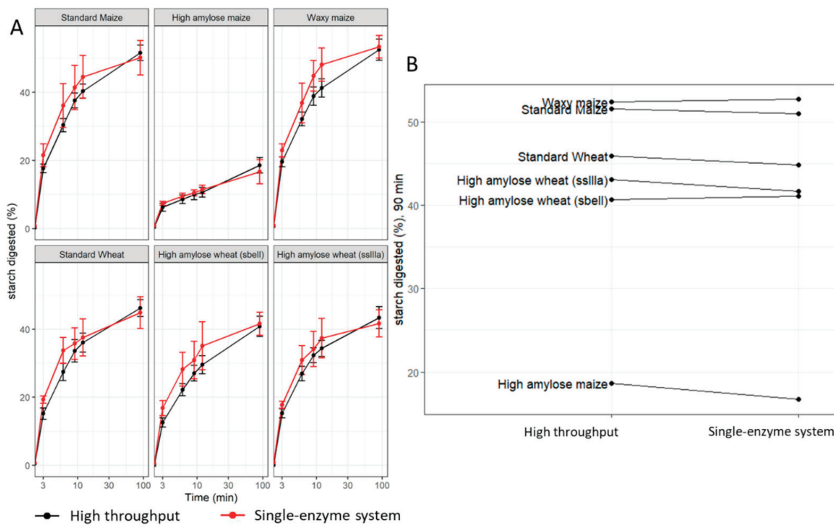 A
Standard Maize
High amylose maize
Waxy maize
40
20
0
Standard Wheat
High amylose wheat (sbeII)
High amylose wheat (ssIIIa)
40
20
0
3 10 30 100
3 10 30 100
3 10 30 100
starch digested (%)
Time (min)
High throughput
Single-enzyme system
B
50
40
30
20
starch digested (%), 90 min
Waxy maize
Standard Maize
Standard Wheat
High amylose wheat (ssIIIa)
High amylose wheat (sbeII)
High amylose maize
High throughput
Single-enzyme system